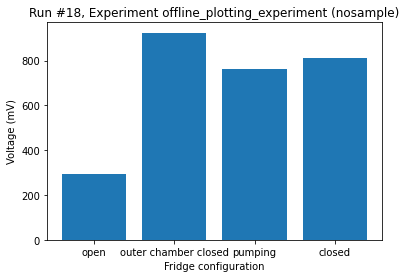 Run #18, Experiment offline_plotting_experiment (nosample)
Voltage (mV)
800
600
400
200
0
open outer chamber closed pumping closed
Fridge configuration